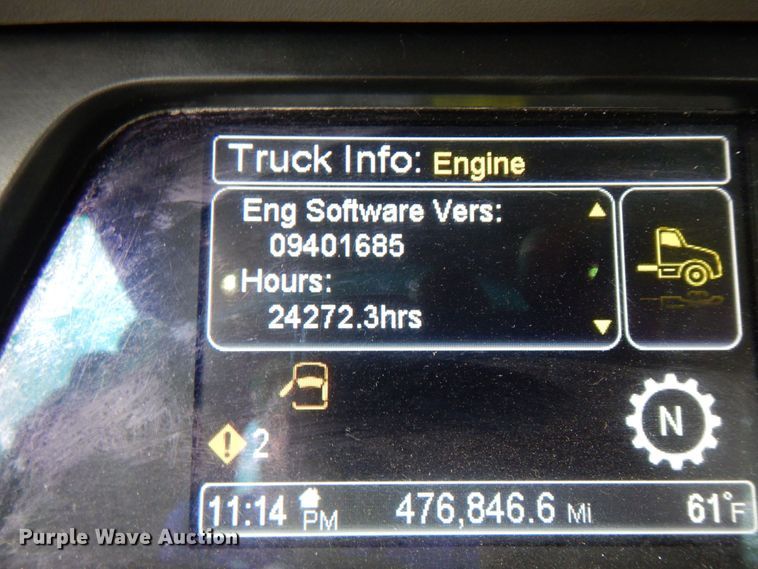 Truck Info: Engine
Eng Software Vers:
09401685
Hours:
24272.3hrs
2
N
11:14 PM 476,846.6 Mi 61°F
Purple Wave Auction